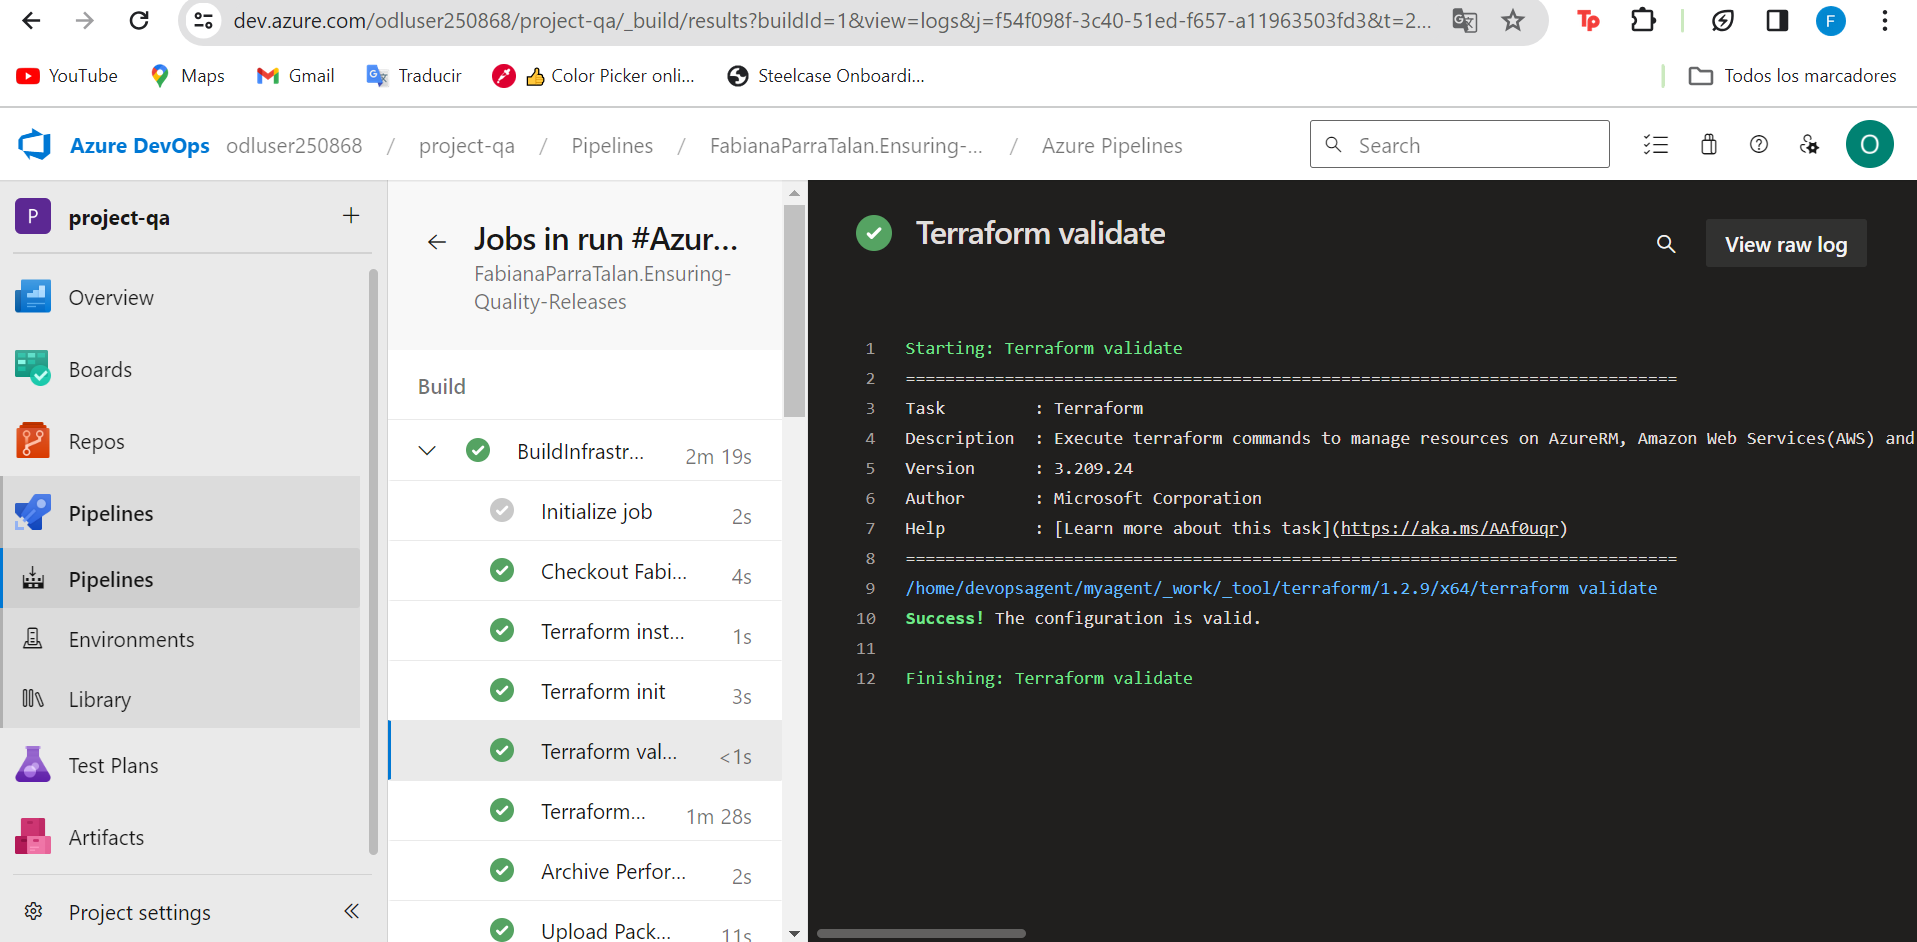 dev.azure.com/odluser250868/project-qa/_build/results?buildId=1&view=logs&j=f54f098f-3c40-51ed-f657-a11963503fd3&t=2...
Tp
F
YouTube
Maps
Gmail
Traducir
👍 Color Picker onli...
Steelcase Onboardi...
Todos los marcadores
Azure DevOps
odluser250868 / project-qa / Pipelines / FabianaParraTalan.Ensuring-... / Azure Pipelines
Search
O
P
project-qa
+
Overview
Boards
Repos
Pipelines
Pipelines
Environments
Library
Test Plans
Artifacts
Project settings
Jobs in run #Azur...
FabianaParraTalan.Ensuring-
Quality-Releases
Build
BuildInfrastr... 2m 19s
Initialize job 2s
Checkout Fabi... 4s
Terraform inst... 1s
Terraform init 3s
Terraform val... <1s
Terraform... 1m 28s
Archive Perfor... 2s
Upload Pack... 11s
Terraform validate
View raw log
1 Starting: Terraform validate
2 ==============================================================================
3 Task         : Terraform
4 Description  : Execute terraform commands to manage resources on AzureRM, Amazon Web Services(AWS) and
5 Version      : 3.209.24
6 Author       : Microsoft Corporation
7 Help         : [Learn more about this task](https://aka.ms/AAf0uqr)
8 ==============================================================================
9 /home/devopsagent/myagent/_work/_tool/terraform/1.2.9/x64/terraform validate
10 Success! The configuration is valid.
11
12 Finishing: Terraform validate